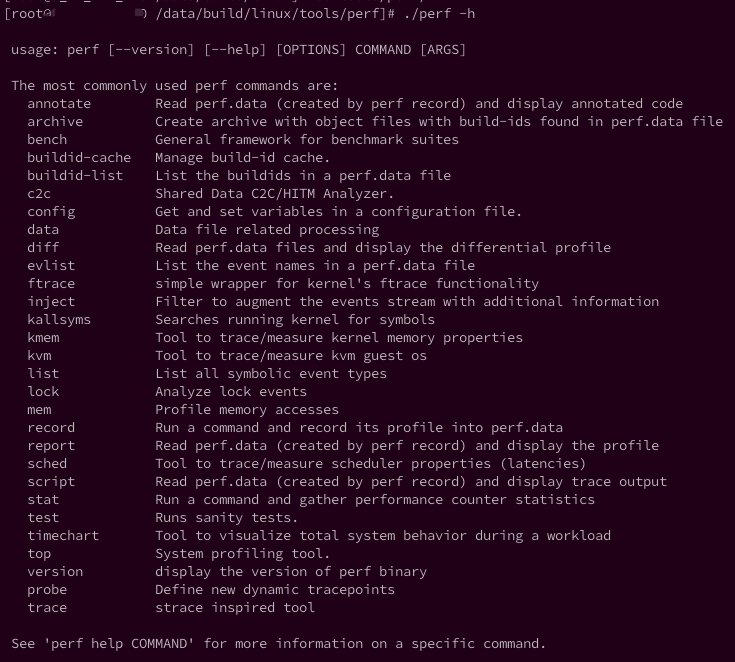 [root@ /data/build/linux/tools/perf]# ./perf -h
usage: perf [--version] [--help] [OPTIONS] COMMAND [ARGS]
The most commonly used perf commands are:
annotate Read perf.data (created by perf record) and display annotated code
archive Create archive with object files with build-ids found in perf.data file
bench General framework for benchmark suites
buildid-cache Manage build-id cache.
buildid-list List the buildids in a perf.data file
c2c Shared Data C2C/HITM Analyzer.
config Get and set variables in a configuration file.
data Data file related processing
diff Read perf.data files and display the differential profile
evlist List the event names in a perf.data file
ftrace simple wrapper for kernel's ftrace functionality
inject Filter to augment the events stream with additional information
kallsyms Searches running kernel for symbols
kmem Tool to trace/measure kernel memory properties
kvm Tool to trace/measure kvm guest os
list List all symbolic event types
lock Analyze lock events
mem Profile memory accesses
record Run a command and record its profile into perf.data
report Read perf.data (created by perf record) and display the profile
sched Tool to trace/measure scheduler properties (latencies)
script Read perf.data (created by perf record) and display trace output
stat Run a command and gather performance counter statistics
test Runs sanity tests.
timechart Tool to visualize total system behavior during a workload
top System profiling tool.
version display the version of perf binary
probe Define new dynamic tracepoints
trace strace inspired tool
See 'perf help COMMAND' for more information on a specific command.